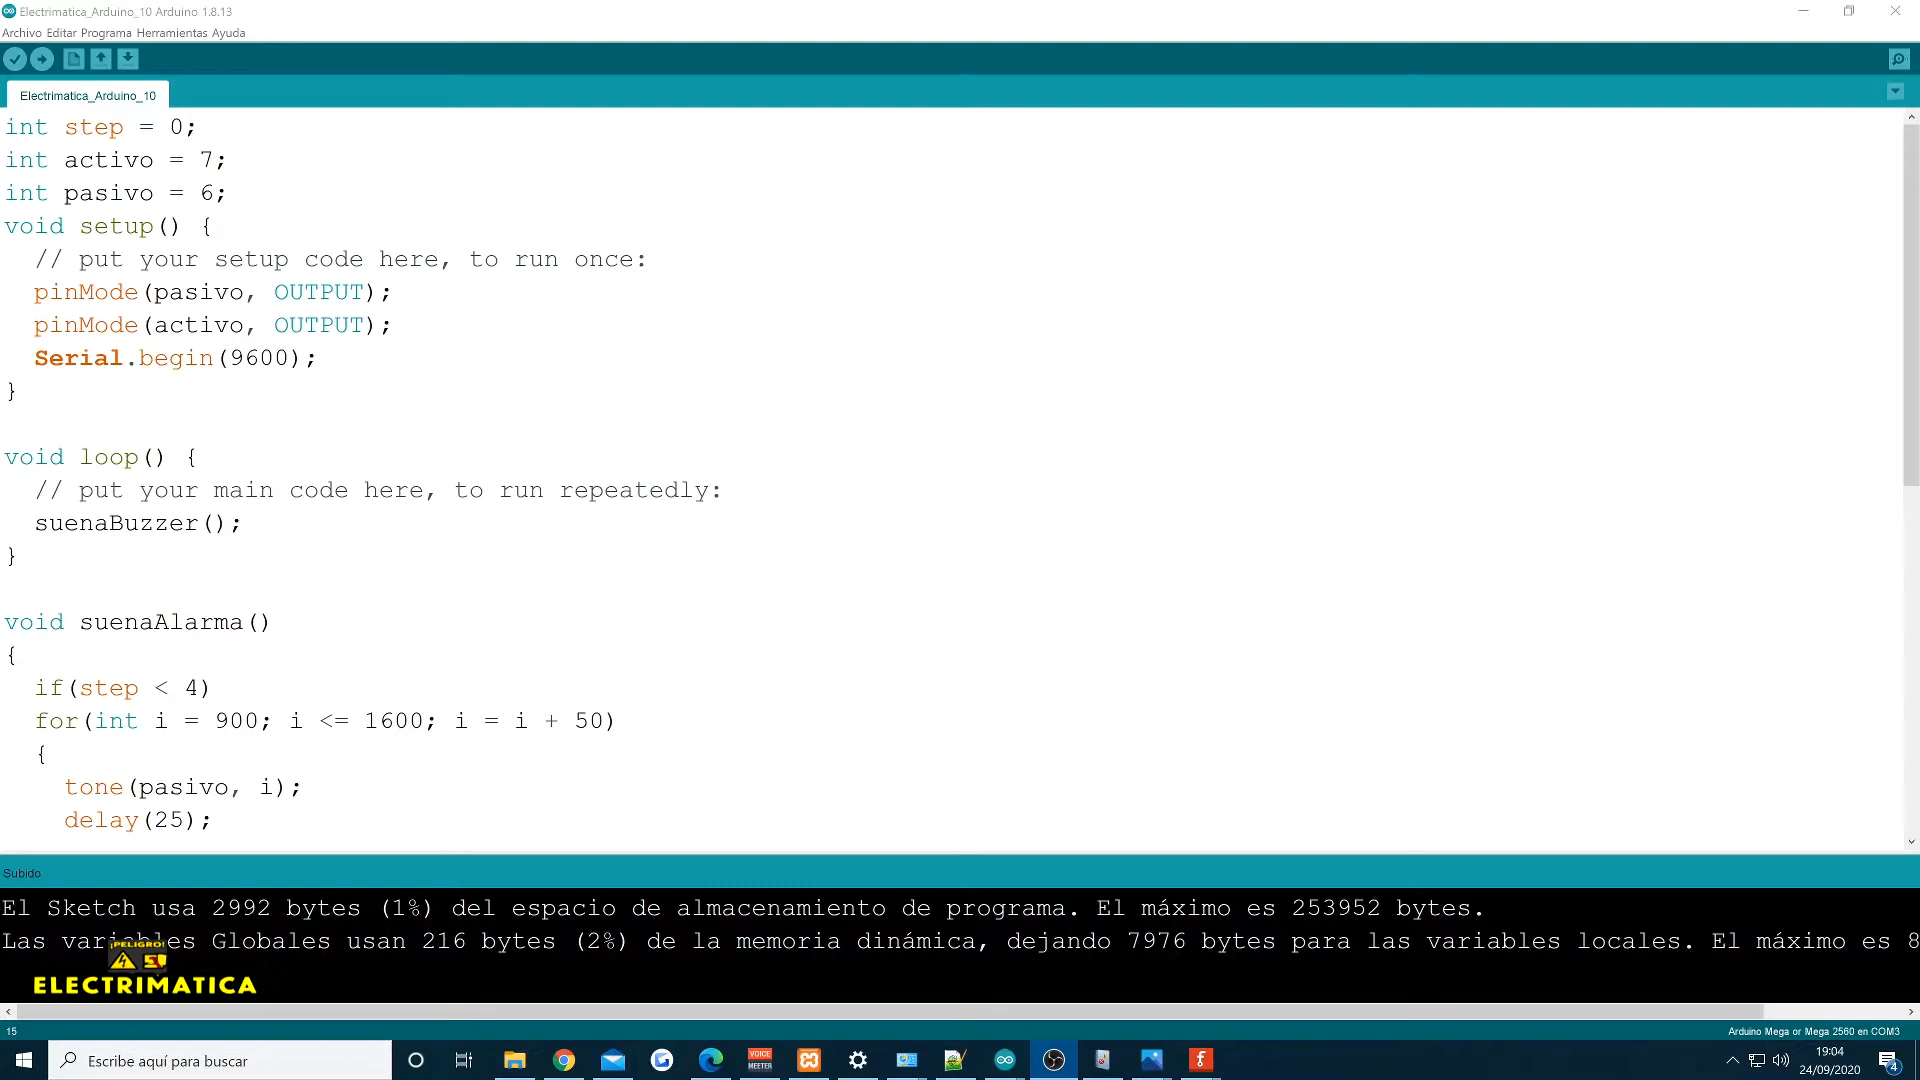 Electrimatica_Arduino_10 Arduino 1.8.13
Archivo Editar Programa Herramientas Ayuda
Electrimatica_Arduino_10
int step = 0;
int activo = 7;
int pasivo = 6;
void setup() {
// put your setup code here, to run once:
pinMode(pasivo, OUTPUT);
pinMode(activo, OUTPUT);
Serial.begin(9600);
}
void loop() {
// put your main code here, to run repeatedly:
suenaBuzzer();
}
void suenaAlarma()
{
if(step < 4)
for(int i = 900; i <= 1600; i = i + 50)
{
tone(pasivo, i);
delay(25);
Subido
El Sketch usa 2992 bytes (1%) del espacio de almacenamiento de programa. El máximo es 253952 bytes.
Las variables Globales usan 216 bytes (2%) de la memoria dinámica, dejando 7976 bytes para las variables locales. El máximo es 8
¡PELIGRO!
ELECTRIMATICA
15
Arduino Mega or Mega 2560 en COM3
Escribe aquí para buscar
VOICE
MEETER
19:04
24/09/2020
4